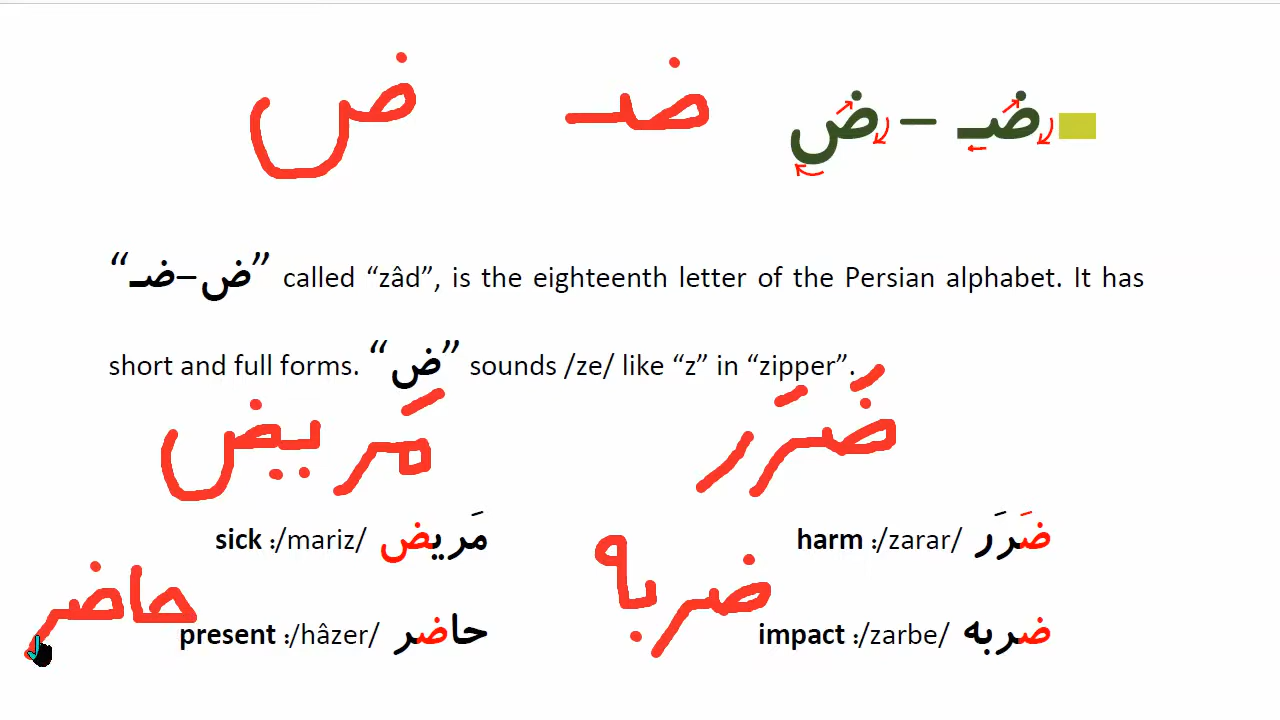 ضـ – ض ضـ ض
“ض – ضـ” called “zâd”, is the eighteenth letter of the Persian alphabet. It has
short and full forms. “ض” sounds /ze/ like “z” in “zipper”.
ضَرَر مَریض
ضَرَر /zarar/: harm مَریض /mariz/: sick
ضربه حاضر
ضربه /zarbe/: impact حاضر /hâzer/: present